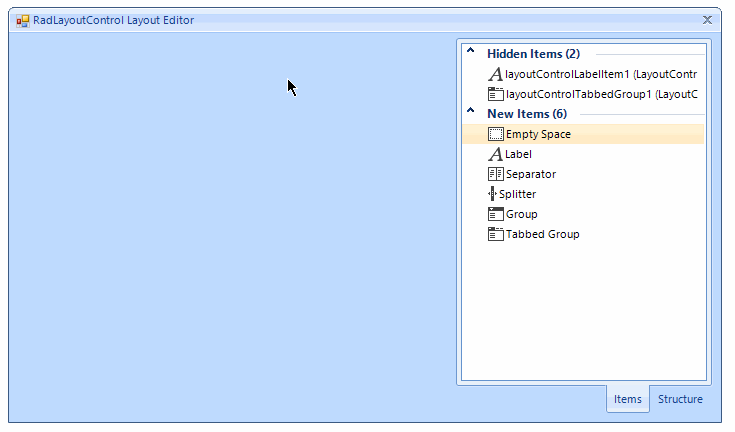 RadLayoutControl Layout Editor
Hidden Items (2)
layoutControlLabelItem1 (LayoutContr
layoutControlTabbedGroup1 (LayoutC
New Items (6)
Empty Space
Label
Separator
Splitter
Group
Tabbed Group
Items
Structure